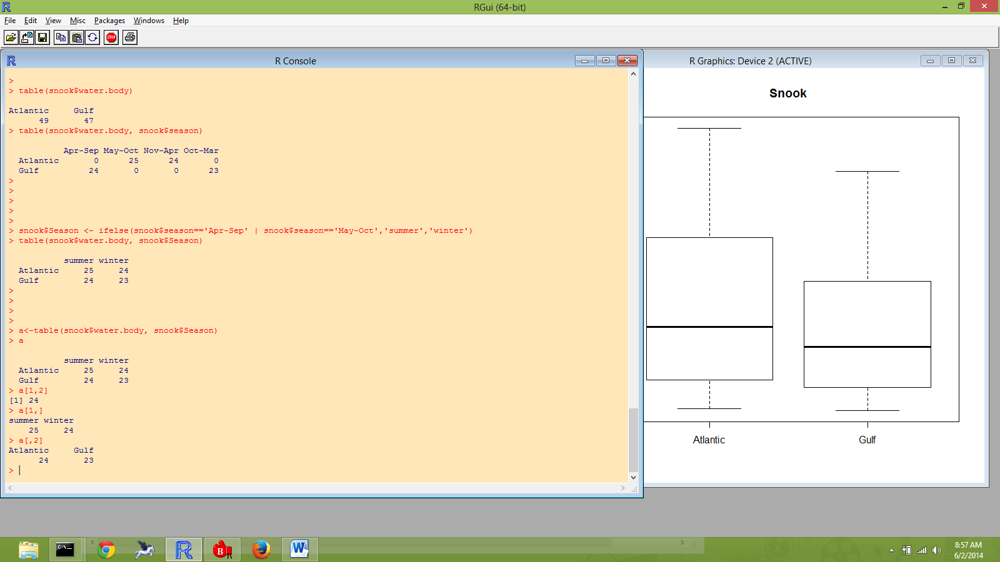 RGui (64-bit)
File Edit View Misc Packages Windows Help
STOP
R Console
>
> table(snook$water.body)
Atlantic     Gulf
      49       47
> table(snook$water.body, snook$season)
           Apr-Sep May-Oct Nov-Apr Oct-Mar
  Atlantic       0      25      24       0
  Gulf          24       0       0      23
>
>
>
>
>
> snook$Season <- ifelse(snook$season=='Apr-Sep' | snook$season=='May-Oct','summer','winter')
> table(snook$water.body, snook$Season)
           summer winter
  Atlantic     25     24
  Gulf         24     23
>
>
>
>
> a<-table(snook$water.body, snook$Season)
> a
           summer winter
  Atlantic     25     24
  Gulf         24     23
> a[1,2]
[1] 24
> a[1,]
summer winter
    25     24
> a[,2]
Atlantic     Gulf
      24       23
>
R Graphics: Device 2 (ACTIVE)
Snook
Atlantic Gulf
C:\.
R
B
W
8:57 AM
6/2/2014